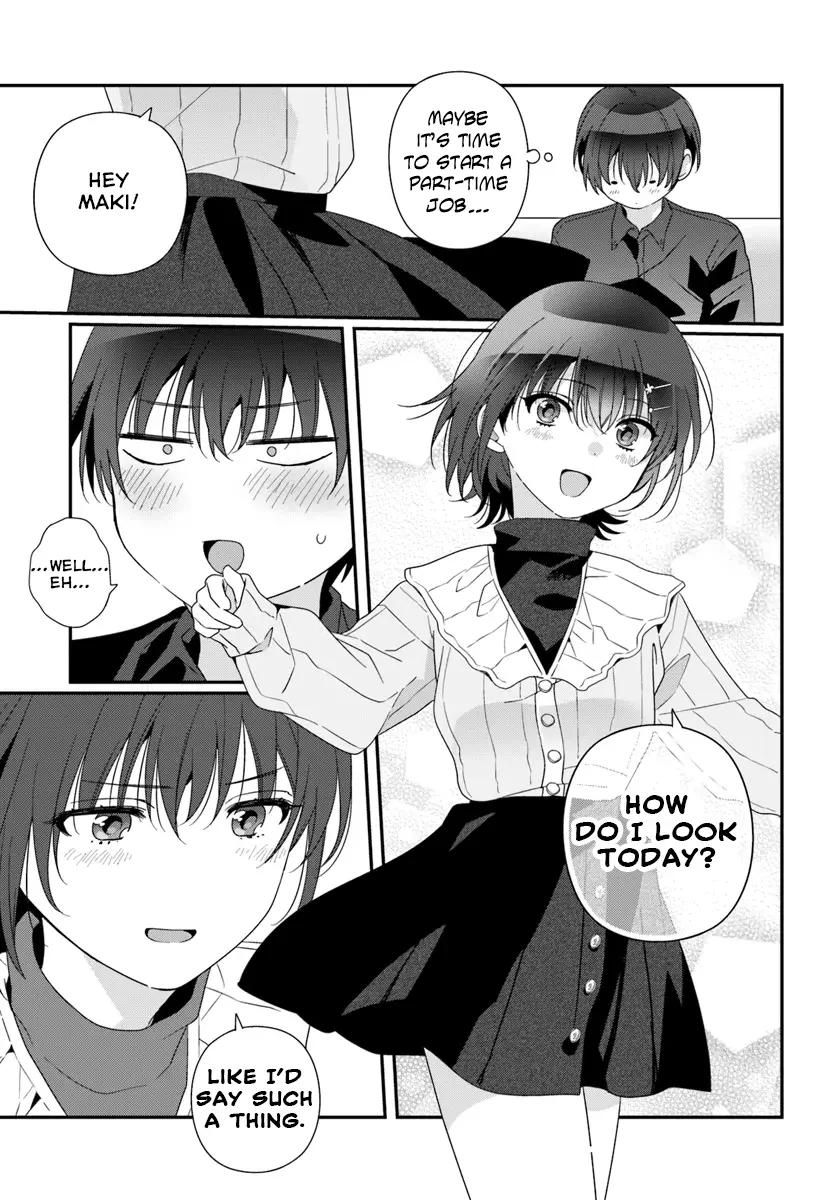 MAYBE
IT'S TIME
TO START A
PART-TIME
JOB...
HEY
MAKI!
HOW
DO I LOOK
TODAY?
...WELL...
EH...
LIKE I'D
SAY SUCH
A THING.